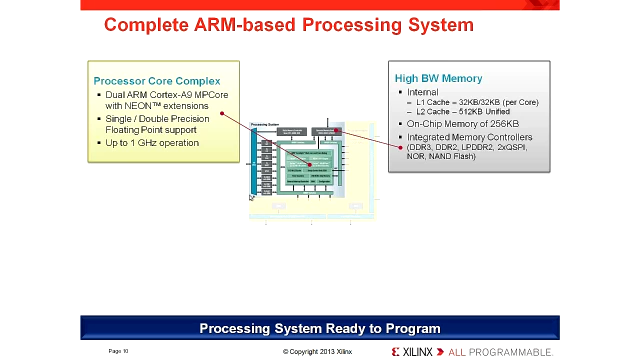 Complete ARM-based Processing System
Processor Core Complex
▪ Dual ARM Cortex-A9 MPCore
with NEON™ extensions
▪ Single / Double Precision
Floating Point support
▪ Up to 1 GHz operation
High BW Memory
▪ Internal
– L1 Cache – 32KB/32KB (per Core)
– L2 Cache – 512KB Unified
▪ On-Chip Memory of 256KB
▪ Integrated Memory Controllers
(DDR3, DDR2, LPDDR2, 2xQSPI,
NOR, NAND Flash)
Processing System
Processing System Ready to Program
Page 10
© Copyright 2013 Xilinx
XILINX ALL PROGRAMMABLE.